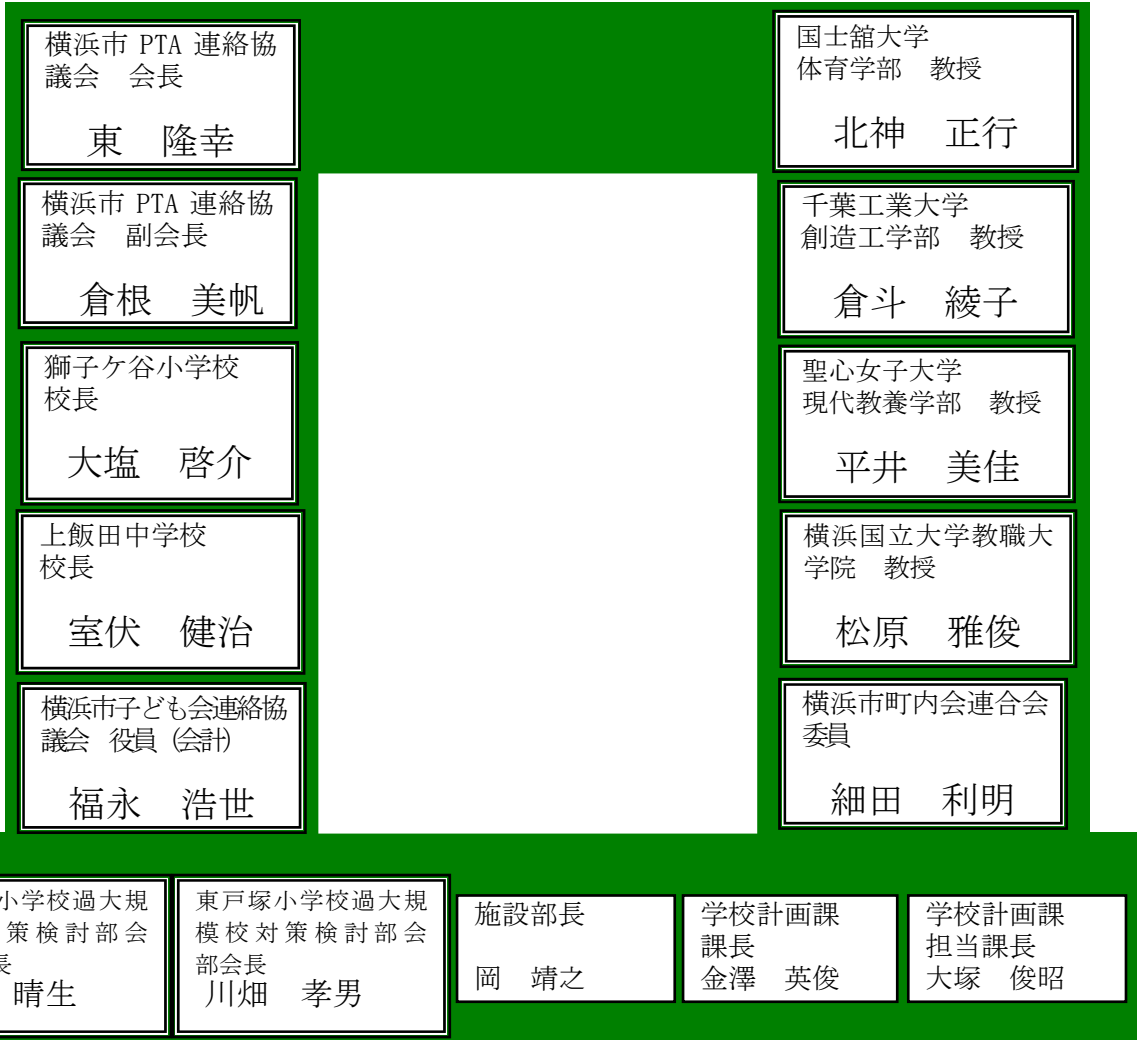 横浜市 PTA 連絡協
議会　会長
東　隆幸
横浜市 PTA 連絡協
議会　副会長
倉根　美帆
獅子ケ谷小学校
校長
大塩　啓介
上飯田中学校
校長
室伏　健治
横浜市子ども会連絡協
議会　役員（会計）
福永　浩世
国士舘大学
体育学部　教授
北神　正行
千葉工業大学
創造工学部　教授
倉斗　綾子
聖心女子大学
現代教養学部　教授
平井　美佳
横浜国立大学教職大
学院　教授
松原　雅俊
横浜市町内会連合会
委員
細田　利明
小学校過大規
策検討部会
長
晴生
東戸塚小学校過大規
模校対策検討部会
部会長
川畑　孝男
施設部長
岡　靖之
学校計画課
課長
金澤　英俊
学校計画課
担当課長
大塚　俊昭